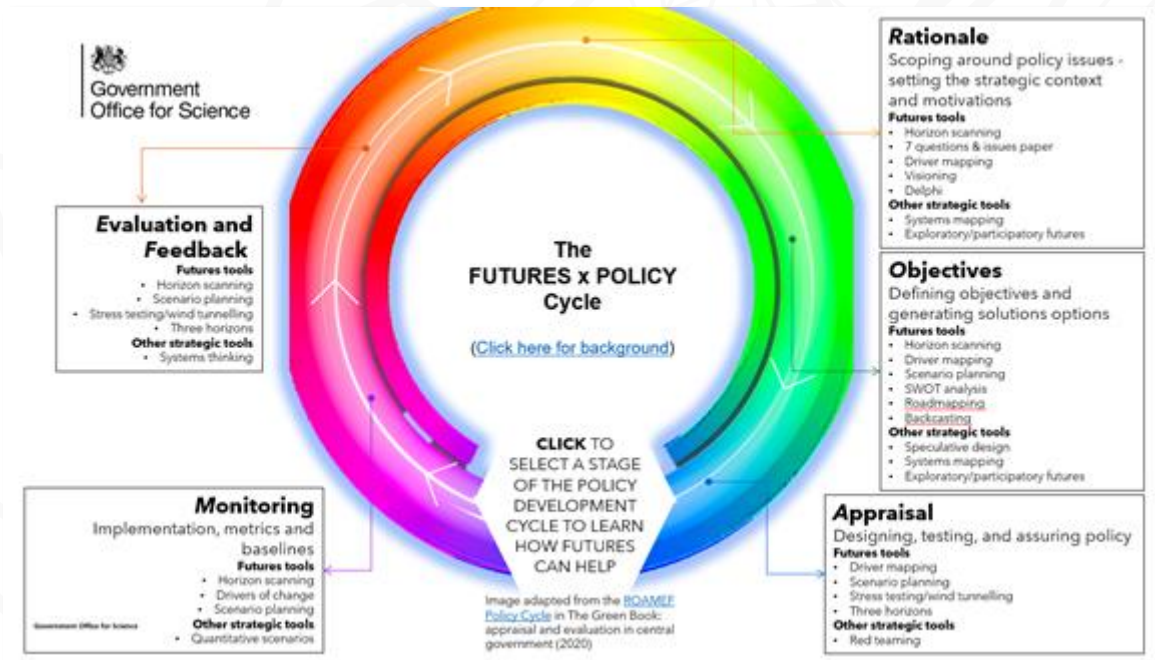 Government
Office for Science
Rationale
Scoping around policy issues -
setting the strategic context
and motivations
Futures tools
• Horizon scanning
• 7 questions & issues paper
• Driver mapping
• Visioning
• Delphi
Other strategic tools
• Systems mapping
• Exploratory/participatory futures
Objectives
Defining objectives and
generating solutions options
Futures tools
• Horizon scanning
• Driver mapping
• Scenario planning
• SWOT analysis
• Roadmapping
• Backcasting
Other strategic tools
• Speculative design
• Systems mapping
• Exploratory/participatory futures
Appraisal
Designing, testing, and assuring policy
Futures tools
• Driver mapping
• Scenario planning
• Stress testing/wind tunnelling
• Three horizons
Other strategic tools
• Red teaming
Monitoring
Implementation, metrics and
baselines
Futures tools
• Horizon scanning
• Drivers of change
• Scenario planning
Other strategic tools
• Quantitative scenarios
Government Office for Science
Evaluation and
Feedback
Futures tools
• Horizon scanning
• Scenario planning
• Stress testing/wind tunnelling
• Three horizons
Other strategic tools
• Systems thinking
The
FUTURES x POLICY
Cycle
(Click here for background)
CLICK TO
SELECT A STAGE
OF THE POLICY
DEVELOPMENT
CYCLE TO LEARN
HOW FUTURES
CAN HELP
Image adapted from the ROAMEF
Policy Cycle in The Green Book:
appraisal and evaluation in central
government (2020)